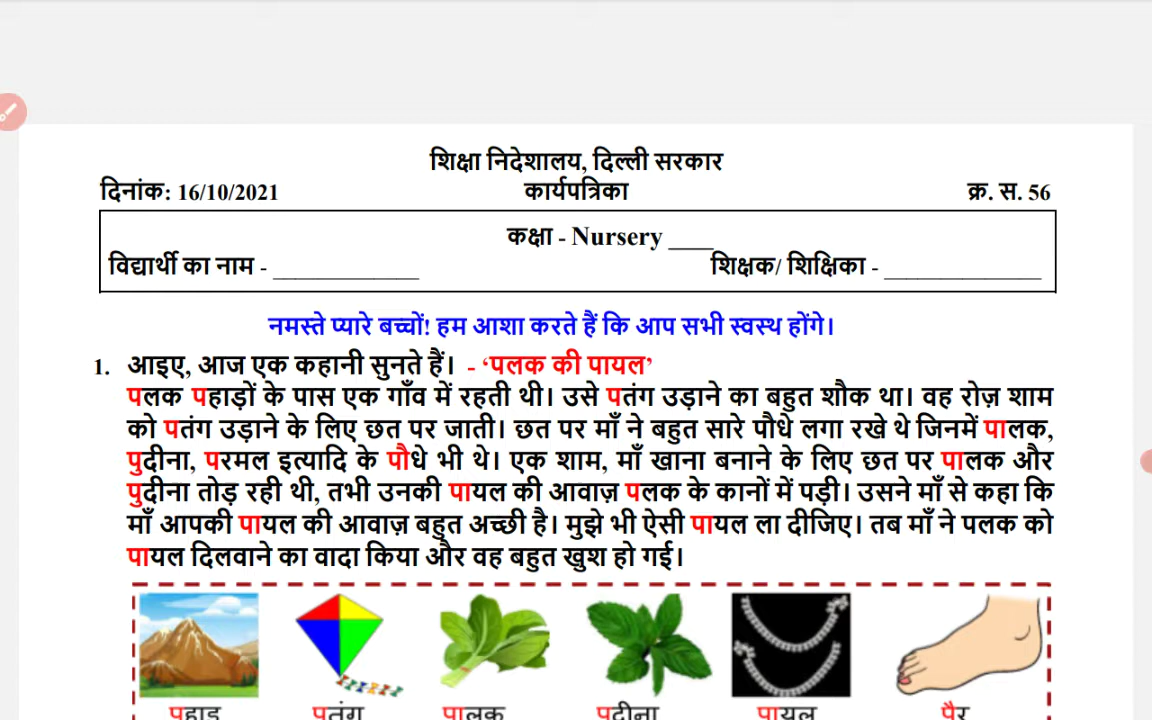 शिक्षा निदेशालय, दिल्ली सरकार
दिनांक: 16/10/2021 कार्यपत्रिका क्र. स. 56
कक्षा - Nursery ____
विद्यार्थी का नाम - ____________ शिक्षक/ शिक्षिका - _____________
नमस्ते प्यारे बच्चों! हम आशा करते हैं कि आप सभी स्वस्थ होंगे।
1. आइए, आज एक कहानी सुनते हैं। - ‘पलक की पायल’
पलक पहाड़ों के पास एक गाँव में रहती थी। उसे पतंग उड़ाने का बहुत शौक था। वह रोज़ शाम
को पतंग उड़ाने के लिए छत पर जाती। छत पर माँ ने बहुत सारे पौधे लगा रखे थे जिनमें पालक,
पुदीना, परमल इत्यादि के पौधे भी थे। एक शाम, माँ खाना बनाने के लिए छत पर पालक और
पुदीना तोड़ रही थी, तभी उनकी पायल की आवाज़ पलक के कानों में पड़ी। उसने माँ से कहा कि
माँ आपकी पायल की आवाज़ बहुत अच्छी है। मुझे भी ऐसी पायल ला दीजिए। तब माँ ने पलक को
पायल दिलवाने का वादा किया और वह बहुत खुश हो गई।
पहाड़ पतंग पालक पुदीना पायल पैर